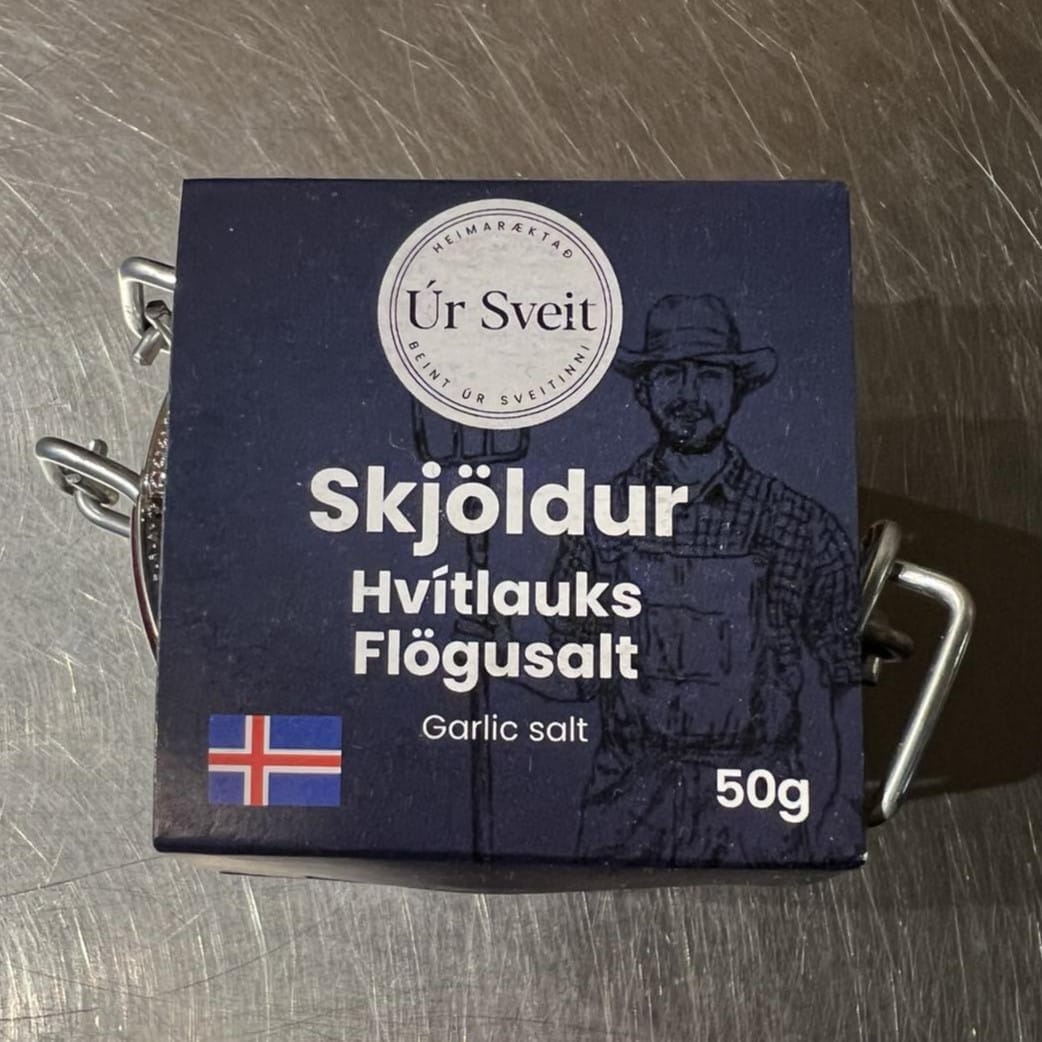 HEIMARÆKTAÐ
Úr Sveit
BEINT ÚR SVEITINNI
Skjöldur
Hvítlauks
Flögusalt
Garlic salt
50g